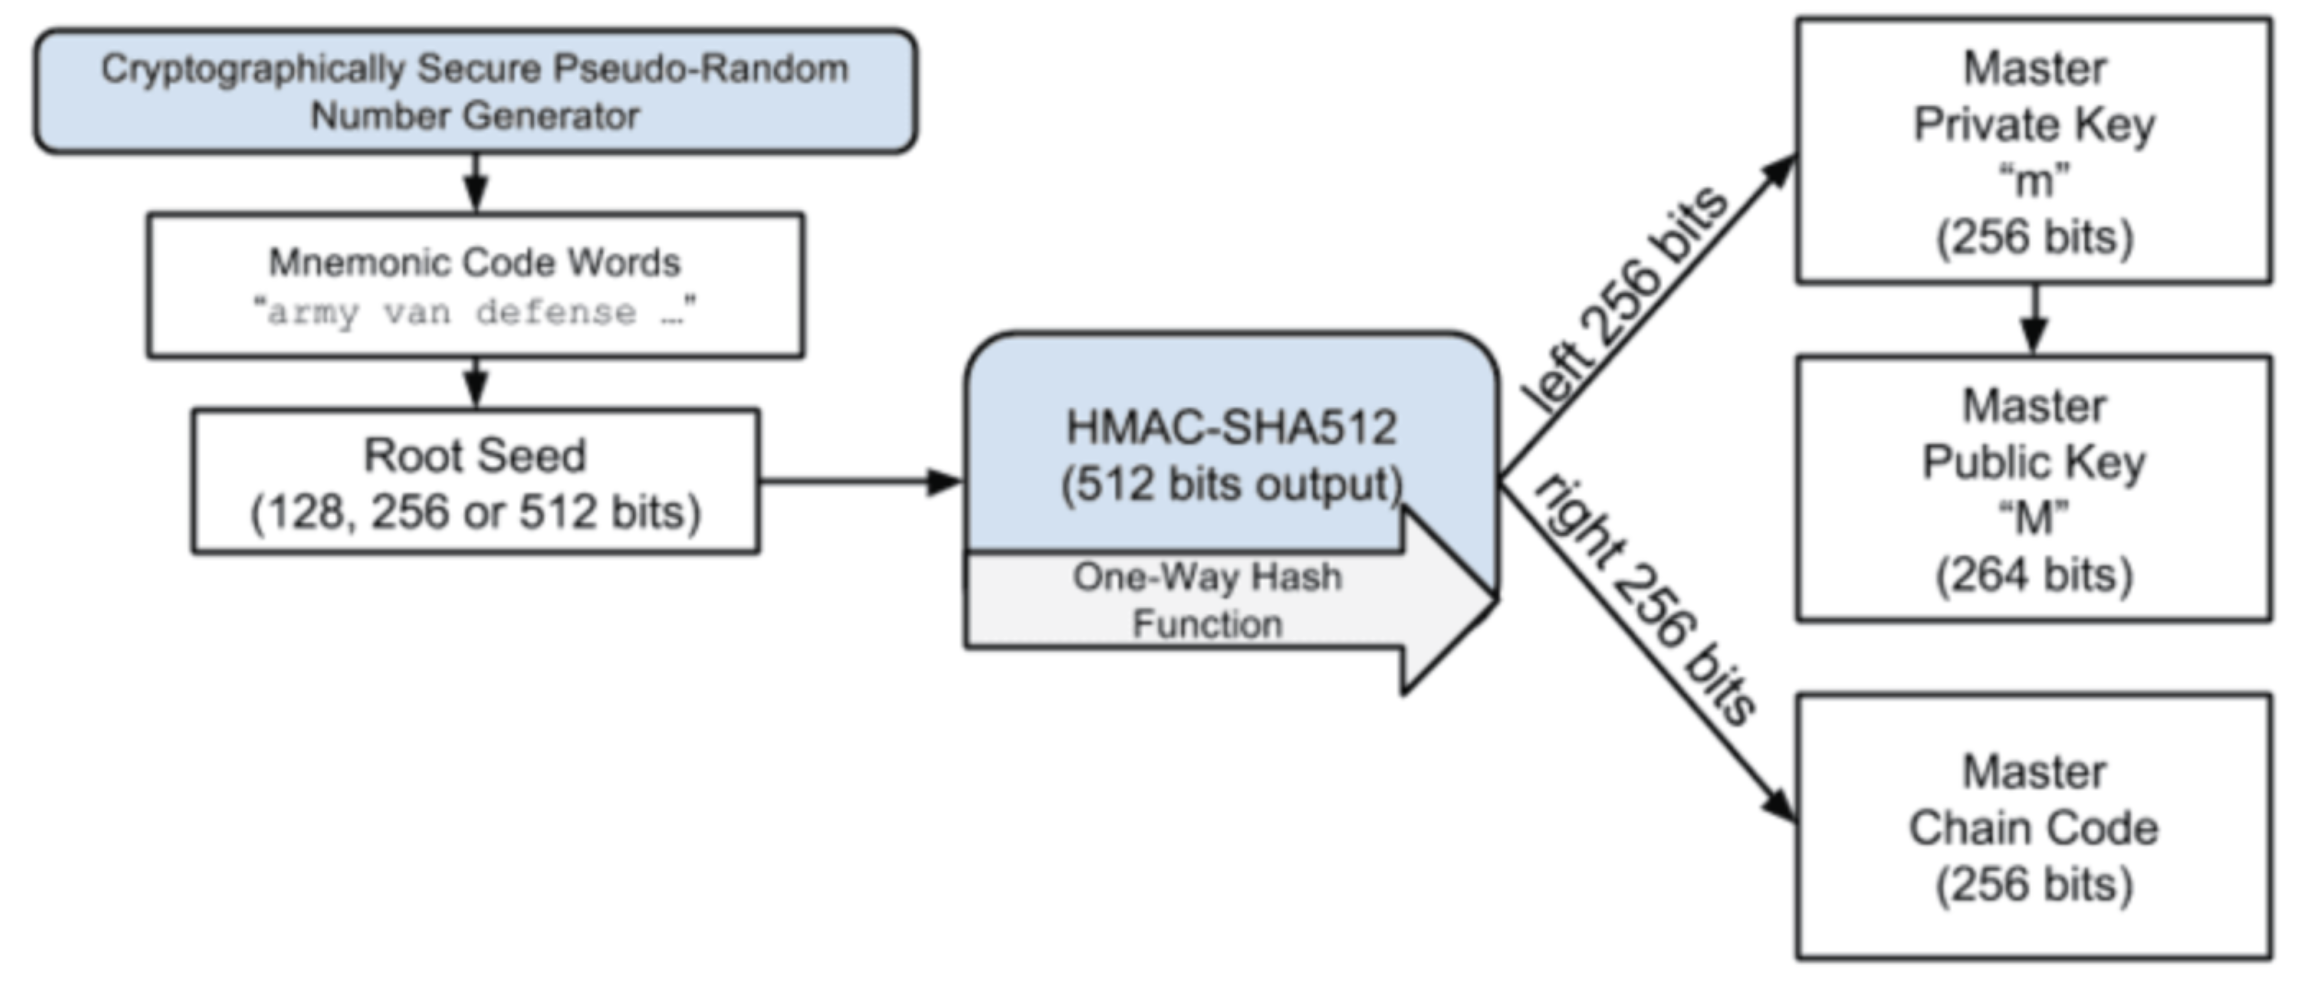 Cryptographically Secure Pseudo-Random
Number Generator
Mnemonic Code Words
“army van defense …”
Root Seed
(128, 256 or 512 bits)
HMAC-SHA512
(512 bits output)
One-Way Hash
Function
left 256 bits
right 256 bits
Master
Private Key
“m”
(256 bits)
Master
Public Key
“M”
(264 bits)
Master
Chain Code
(256 bits)